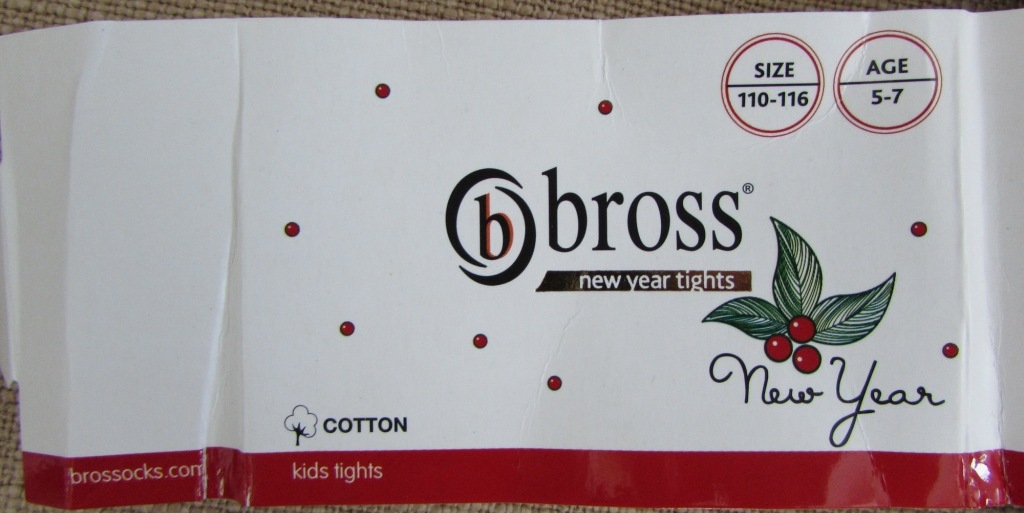 SIZE
110-116
AGE
5-7
b bross®
new year tights
New Year
COTTON
brossocks.com
kids tights